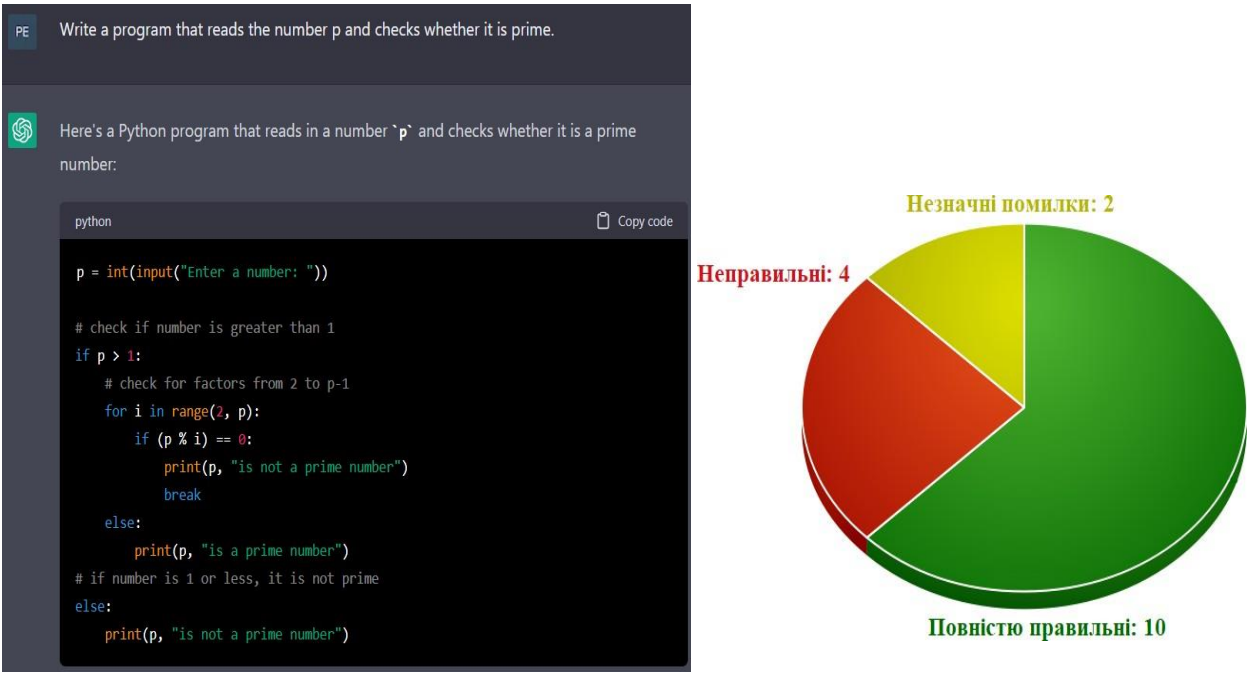 PE
Write a program that reads the number p and checks whether it is prime.
Here's a Python program that reads in a number `p` and checks whether it is a prime
number:
python
Copy code
p = int(input("Enter a number: "))
# check if number is greater than 1
if p > 1:
    # check for factors from 2 to p-1
    for i in range(2, p):
        if (p % i) == 0:
            print(p, "is not a prime number")
            break
    else:
        print(p, "is a prime number")
# if number is 1 or less, it is not prime
else:
    print(p, "is not a prime number")
Незначні помилки: 2
Неправильні: 4
Повністю правильні: 10